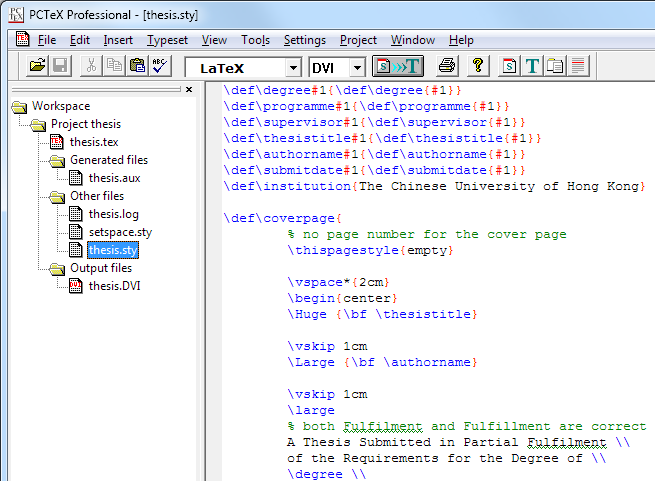 PCTeX Professional - [thesis.sty]
File Edit Insert Typeset View Tools Settings Project Window Help
ABC LaTeX DVI S T ? S T
Workspace
Project thesis
thesis.tex
Generated files
thesis.aux
Other files
thesis.log
setspace.sty
thesis.sty
Output files
thesis.DVI
\def\degree#1{\def\degree{#1}}
\def\programme#1{\def\programme{#1}}
\def\supervisor#1{\def\supervisor{#1}}
\def\thesistitle#1{\def\thesistitle{#1}}
\def\authorname#1{\def\authorname{#1}}
\def\submitdate#1{\def\submitdate{#1}}
\def\institution{The Chinese University of Hong Kong}
\def\coverpage{
% no page number for the cover page
\thispagestyle{empty}
\vspace*{2cm}
\begin{center}
\Huge {\bf \thesistitle}
\vskip 1cm
\Large {\bf \authorname}
\vskip 1cm
\large
% both Fulfilment and Fulfillment are correct
A Thesis Submitted in Partial Fulfilment \\
of the Requirements for the Degree of \\
\degree \\